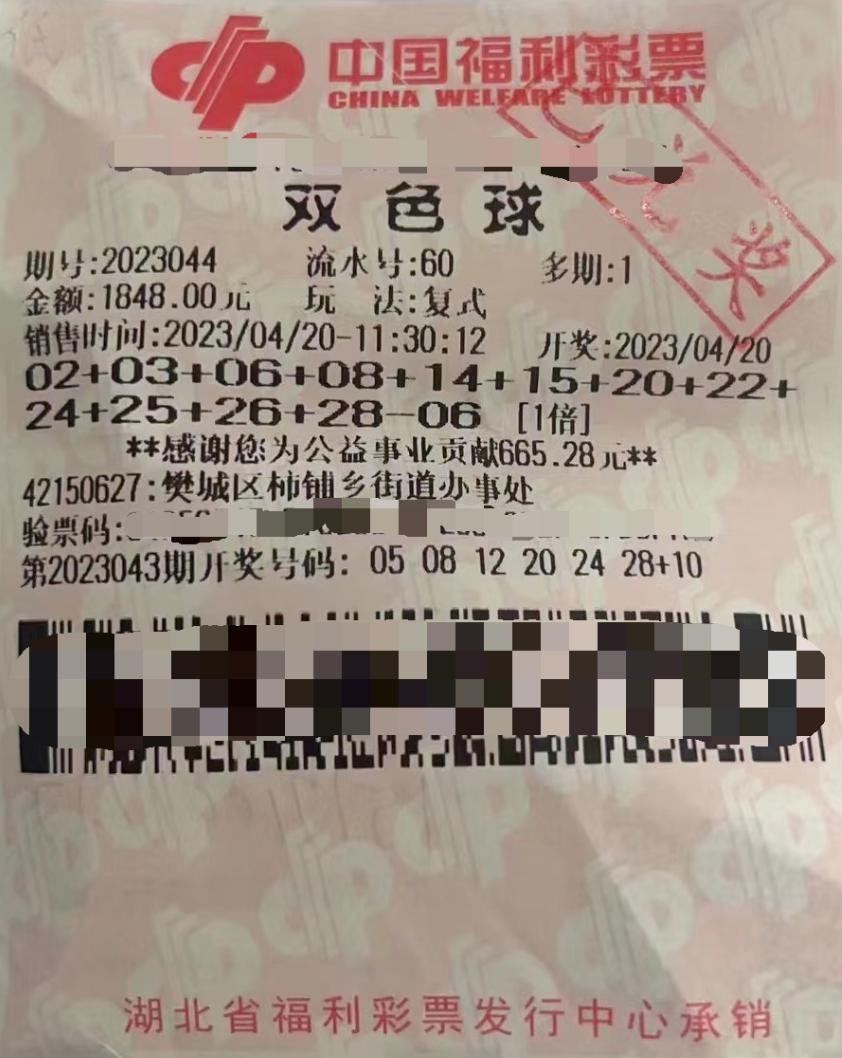 中国福利彩票
CHINA WELFARE LOTTERY
已兑奖
双色球
期号:2023044 流水号:60 多期:1
金额:1848.00元 玩 法:复式
销售时间:2023/04/20-11:30:12 开奖:2023/04/20
02+03+06+08+14+15+20+22+
24+25+26+28-06 [1倍]
**感谢您为公益事业贡献665.28元**
42150627:樊城区柿铺乡街道办事处
验票码:
第2023043期开奖号码: 05 08 12 20 24 28+10
湖北省福利彩票发行中心承销